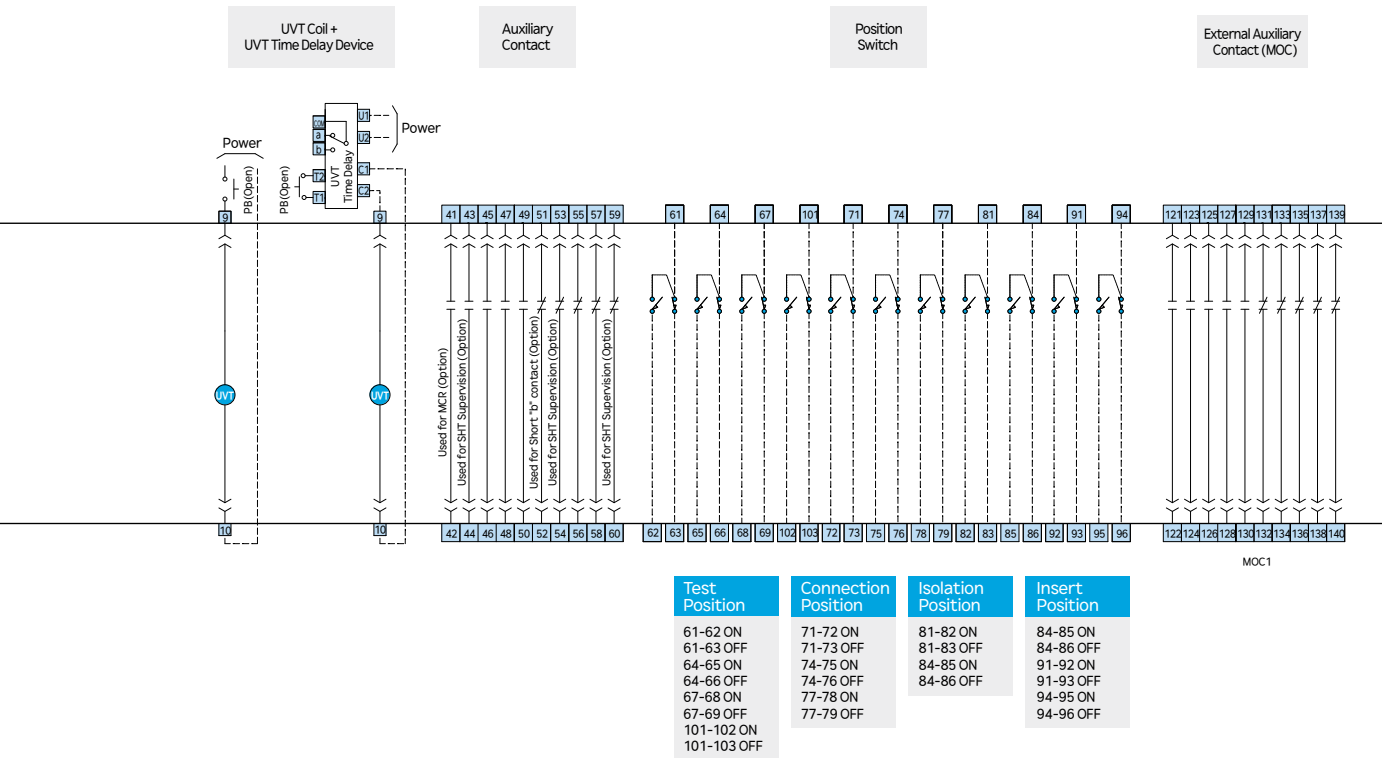 UVT Coil +
UVT Time Delay Device
Auxiliary
Contact
Position
Switch
External Auxiliary
Contact (MOC)
Power
PB(Open)
PB(Open)
COM
a
b
T2
T1
UVT
Time Delay
U1
U2
C1
C2
Power
9
9
41 43 45 47 49 51 53 55 57 59
61 64 67 101 71 74 77 81 84 91 94
121 123 125 127 129 131 133 135 137 139
Used for MCR (Option)
Used for SHT Supervision (Option)
Used for Short "b" contact (Option)
Used for SHT Supervision (Option)
Used for SHT Supervision (Option)
UVT
UVT
10
10
42 44 46 48 50 52 54 56 58 60
62 63 65 66 68 69 102 103 72 73 75 76 78 79 82 83 85 86 92 93 95 96
122 124 126 128 130 132 134 136 138 140
MOC1
Test
Position
61-62 ON
61-63 OFF
64-65 ON
64-66 OFF
67-68 ON
67-69 OFF
101-102 ON
101-103 OFF
Connection
Position
71-72 ON
71-73 OFF
74-75 ON
74-76 OFF
77-78 ON
77-79 OFF
Isolation
Position
81-82 ON
81-83 OFF
84-85 ON
84-86 OFF
Insert
Position
84-85 ON
84-86 OFF
91-92 ON
91-93 OFF
94-95 ON
94-96 OFF